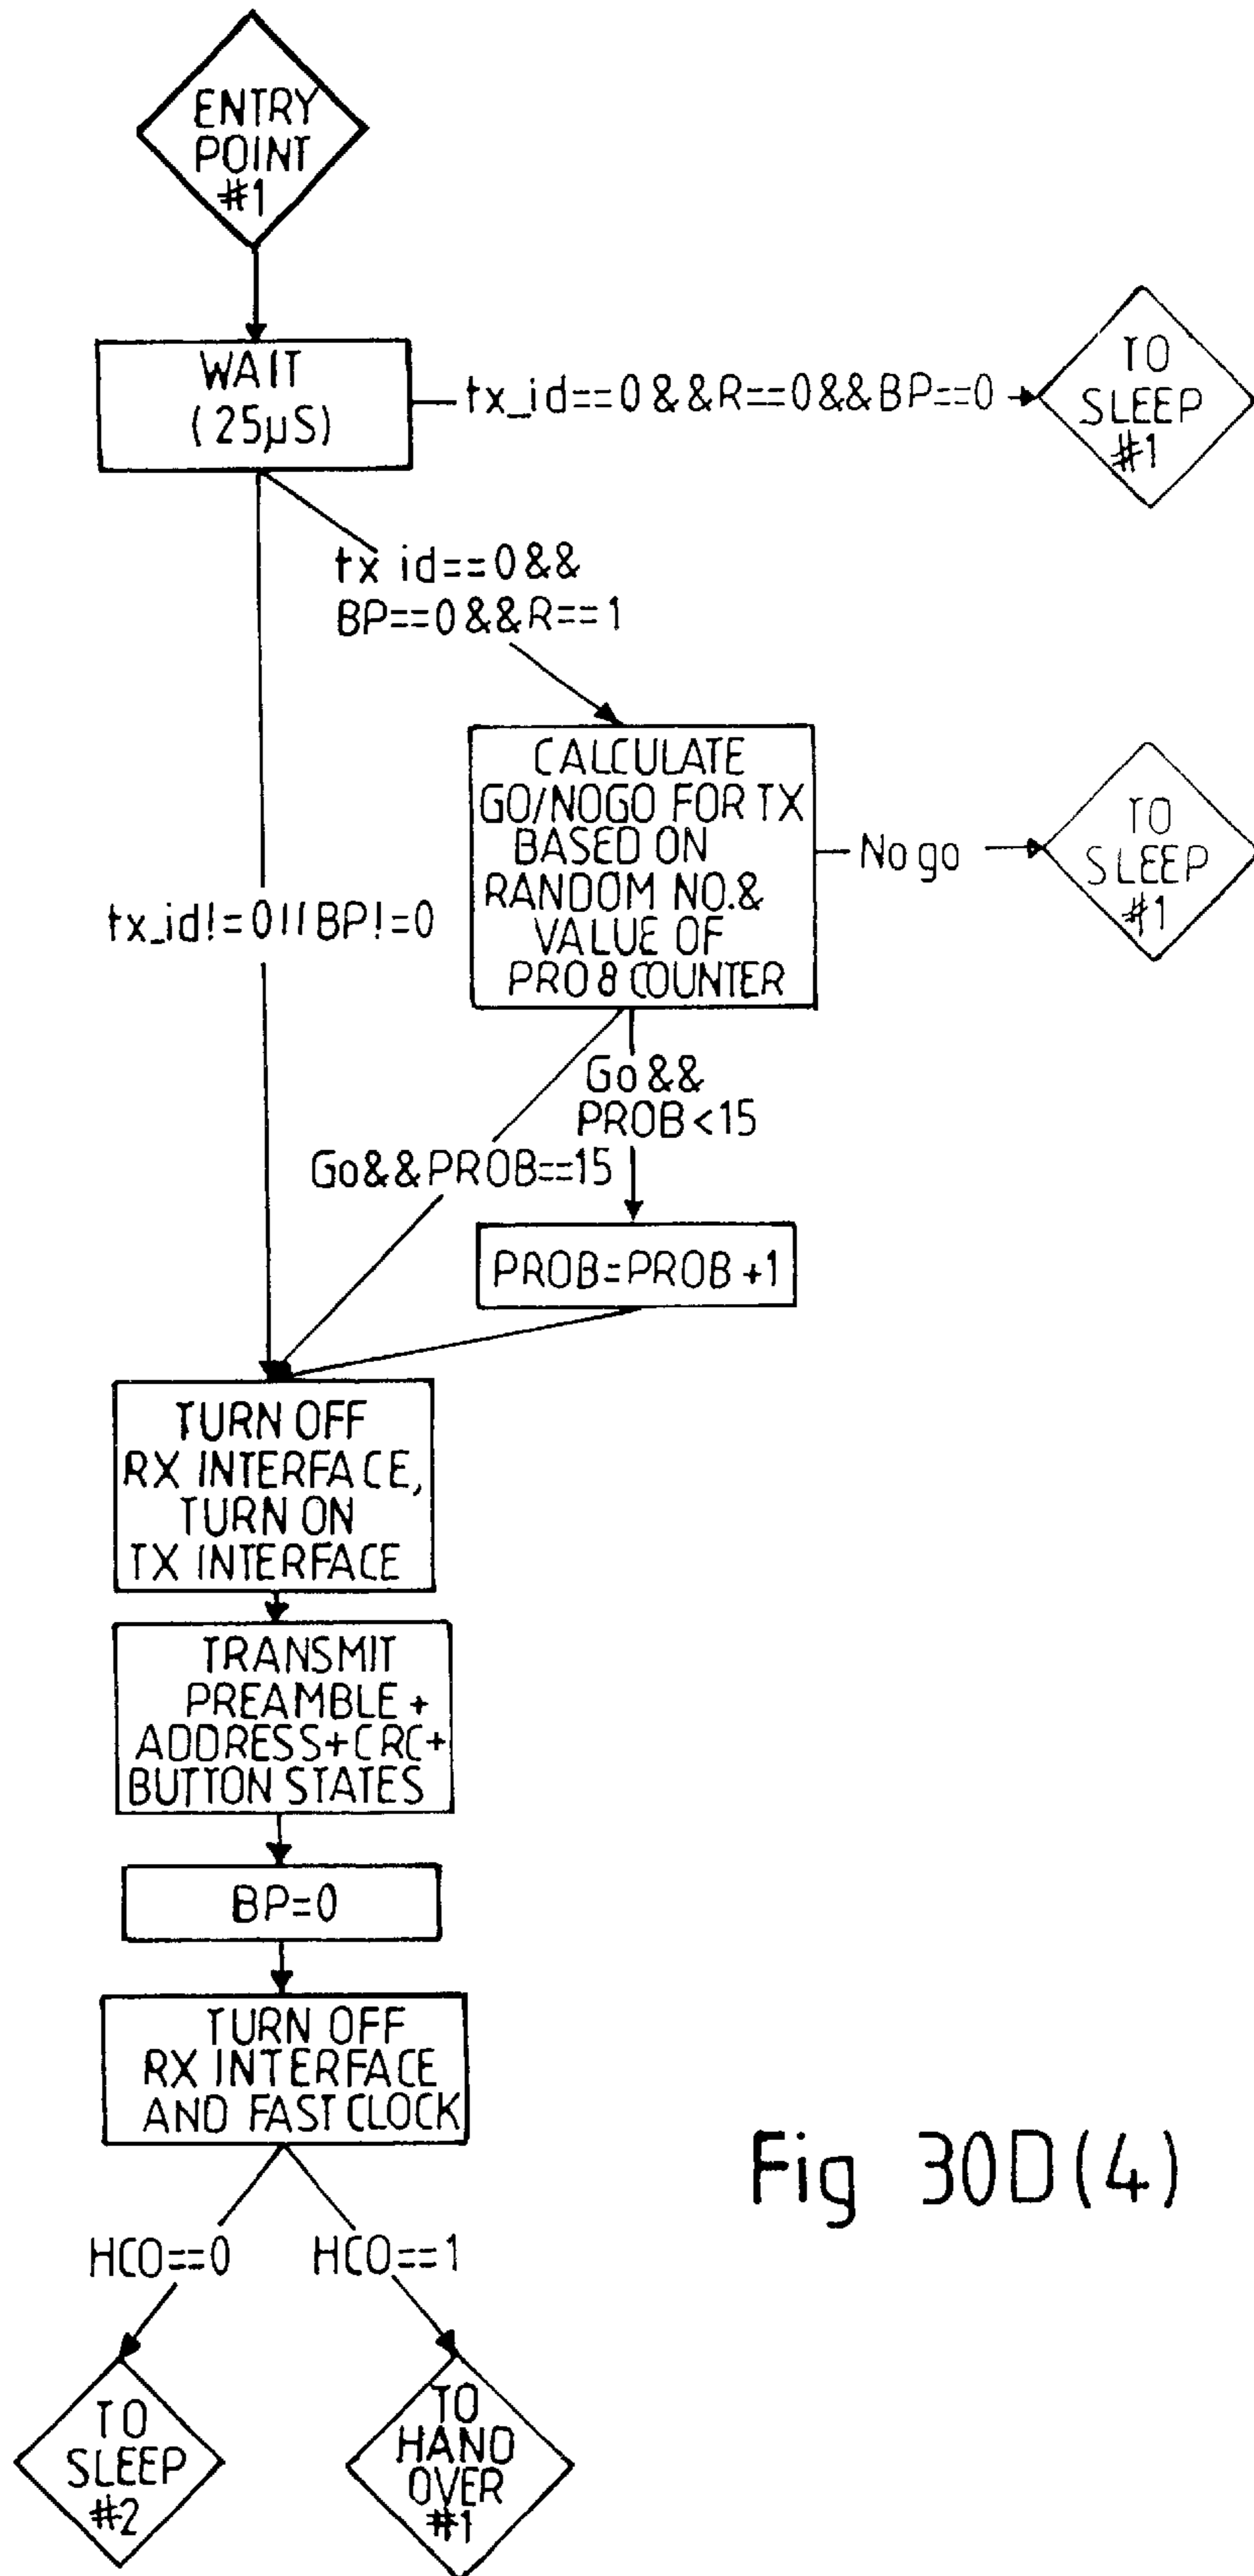 ENTRY
POINT
#1
WAIT
(25µS)
tx_id==0&&R==0&&BP==0
TO
SLEEP
#1
tx id==0&&
BP==0&&R==1
CALCULATE
GO/NOGO FOR TX
BASED ON
RANDOM NO.&
VALUE OF
PRO8 COUNTER
No go
TO
SLEEP
#1
tx_id!=0!!BP!=0
Go&&
PROB<15
Go&&PROB==15
PROB=PROB+1
TURN OFF
RX INTERFACE,
TURN ON
TX INTERFACE
TRANSMIT
PREAMBLE+
ADDRESS+CRC+
BUTTON STATES
BP=0
TURN OFF
RX INTERFACE
AND FAST CLOCK
HCO==0
HCO==1
TO
SLEEP
#2
TO
HAND
OVER
#1
Fig 30D(4)